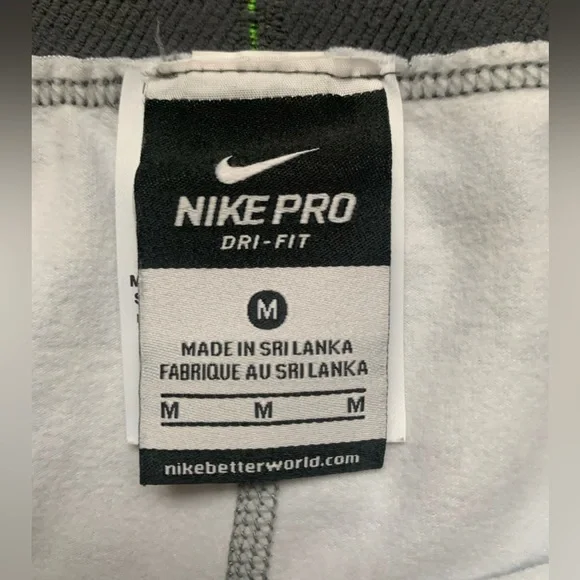 NIKE PRO
DRI-FIT
M
MADE IN SRI LANKA
FABRIQUE AU SRI LANKA
M M M
nikebetterworld.com